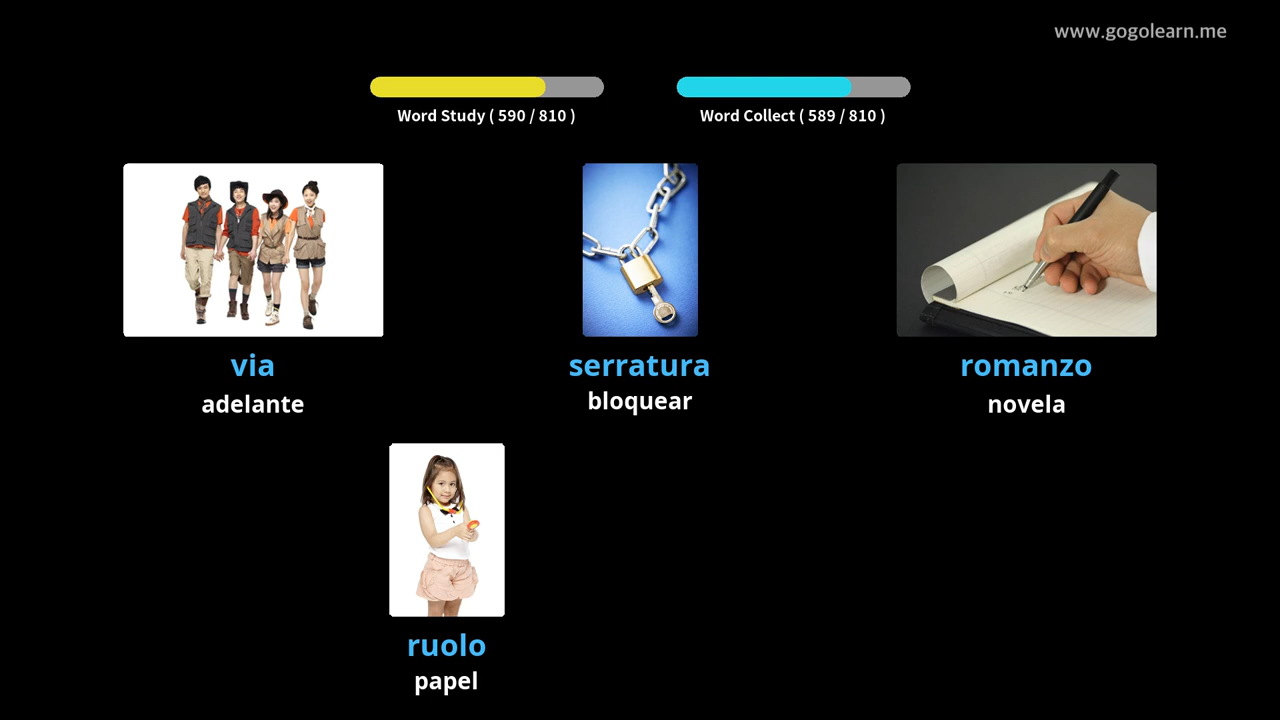 www.gogolearn.me
Word Study ( 590 / 810 )
Word Collect ( 589 / 810 )
via
adelante
serratura
bloquear
romanzo
novela
ruolo
papel